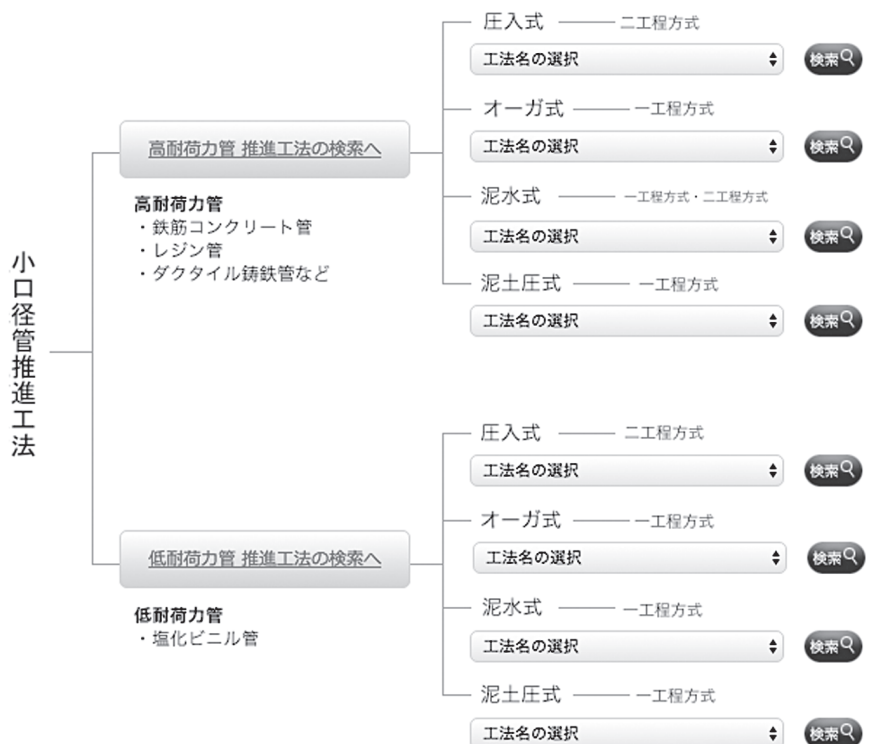 小口径管推進工法
高耐荷力管 推進工法の検索へ
高耐荷力管
・鉄筋コンクリート管
・レジン管
・ダクタイル鋳鉄管など
圧入式 二工程方式
工法名の選択 検索
オーガ式 一工程方式
工法名の選択 検索
泥水式 一工程方式・二工程方式
工法名の選択 検索
泥土圧式 一工程方式
工法名の選択 検索
低耐荷力管 推進工法の検索へ
低耐荷力管
・塩化ビニル管
圧入式 二工程方式
工法名の選択 検索
オーガ式 一工程方式
工法名の選択 検索
泥水式 一工程方式
工法名の選択 検索
泥土圧式 一工程方式
工法名の選択 検索